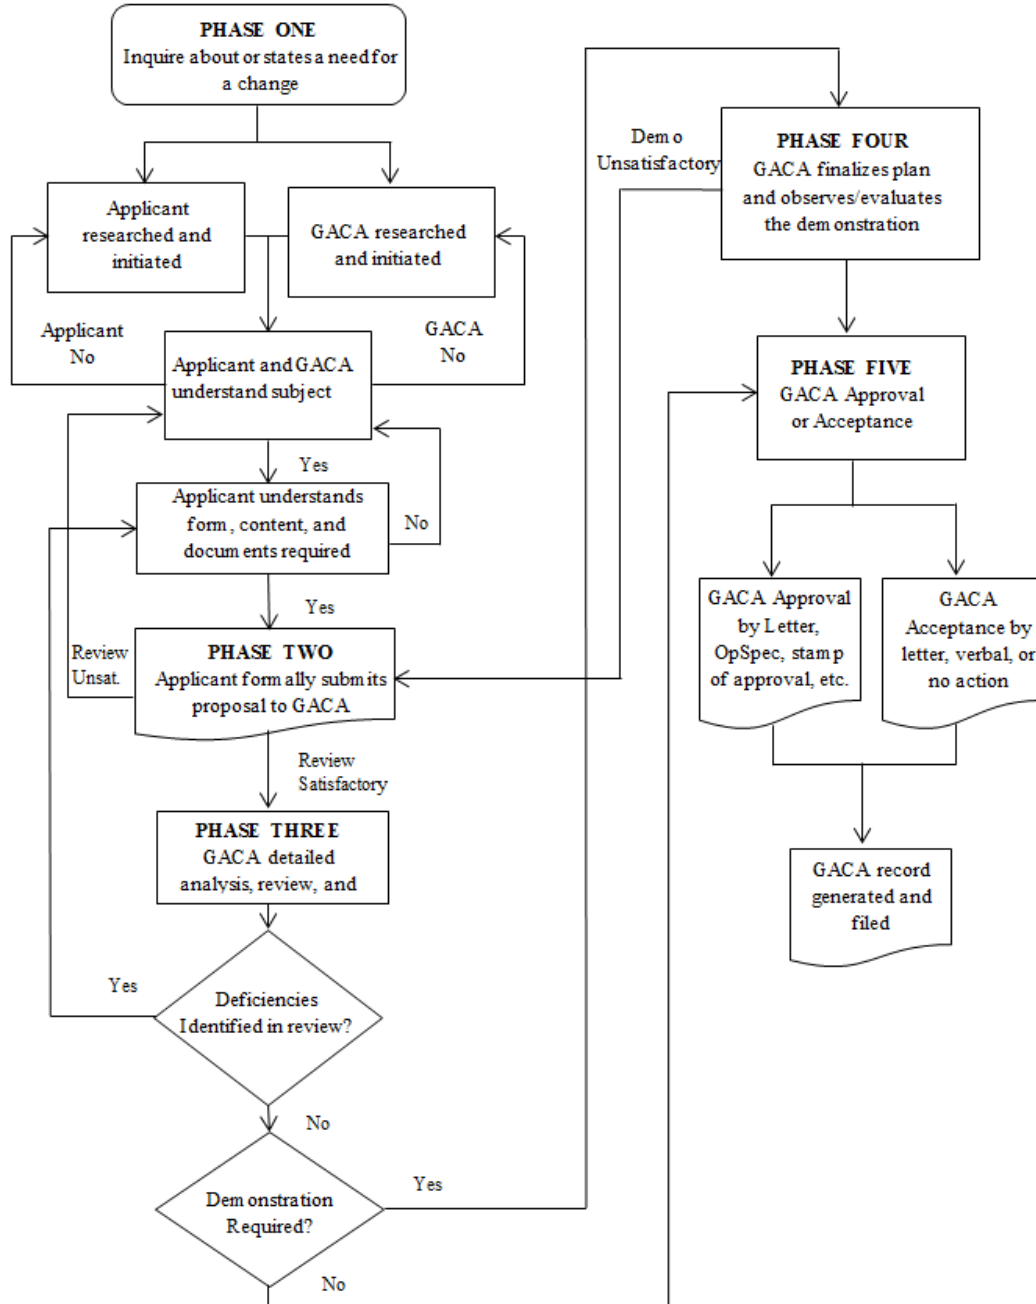 PHASE ONE
Inquire about or states a need for
a change
Applicant
researched and
initiated
GACA researched
and initiated
Applicant
No
GACA
No
Applicant and GACA
understand subject
Yes
Applicant understands
form, content, and
documents required
No
Yes
Review
Unsat.
PHASE TWO
Applicant formally submits
proposal to GACA
Review
Satisfactory
PHASE THREE
GACA detailed
analysis, review, and
Yes
Deficiencies
Identified in review?
No
Demonstration
Required?
Yes
No
Demo
Unsatisfactory
PHASE FOUR
GACA finalizes plan
and observes/evaluates
the demonstration
PHASE FIVE
GACA Approval
or Acceptance
GACA Approval
by Letter,
OpSpec, stamp
of approval, etc.
GACA
Acceptance by
letter, verbal, or
no action
GACA record
generated and
filed